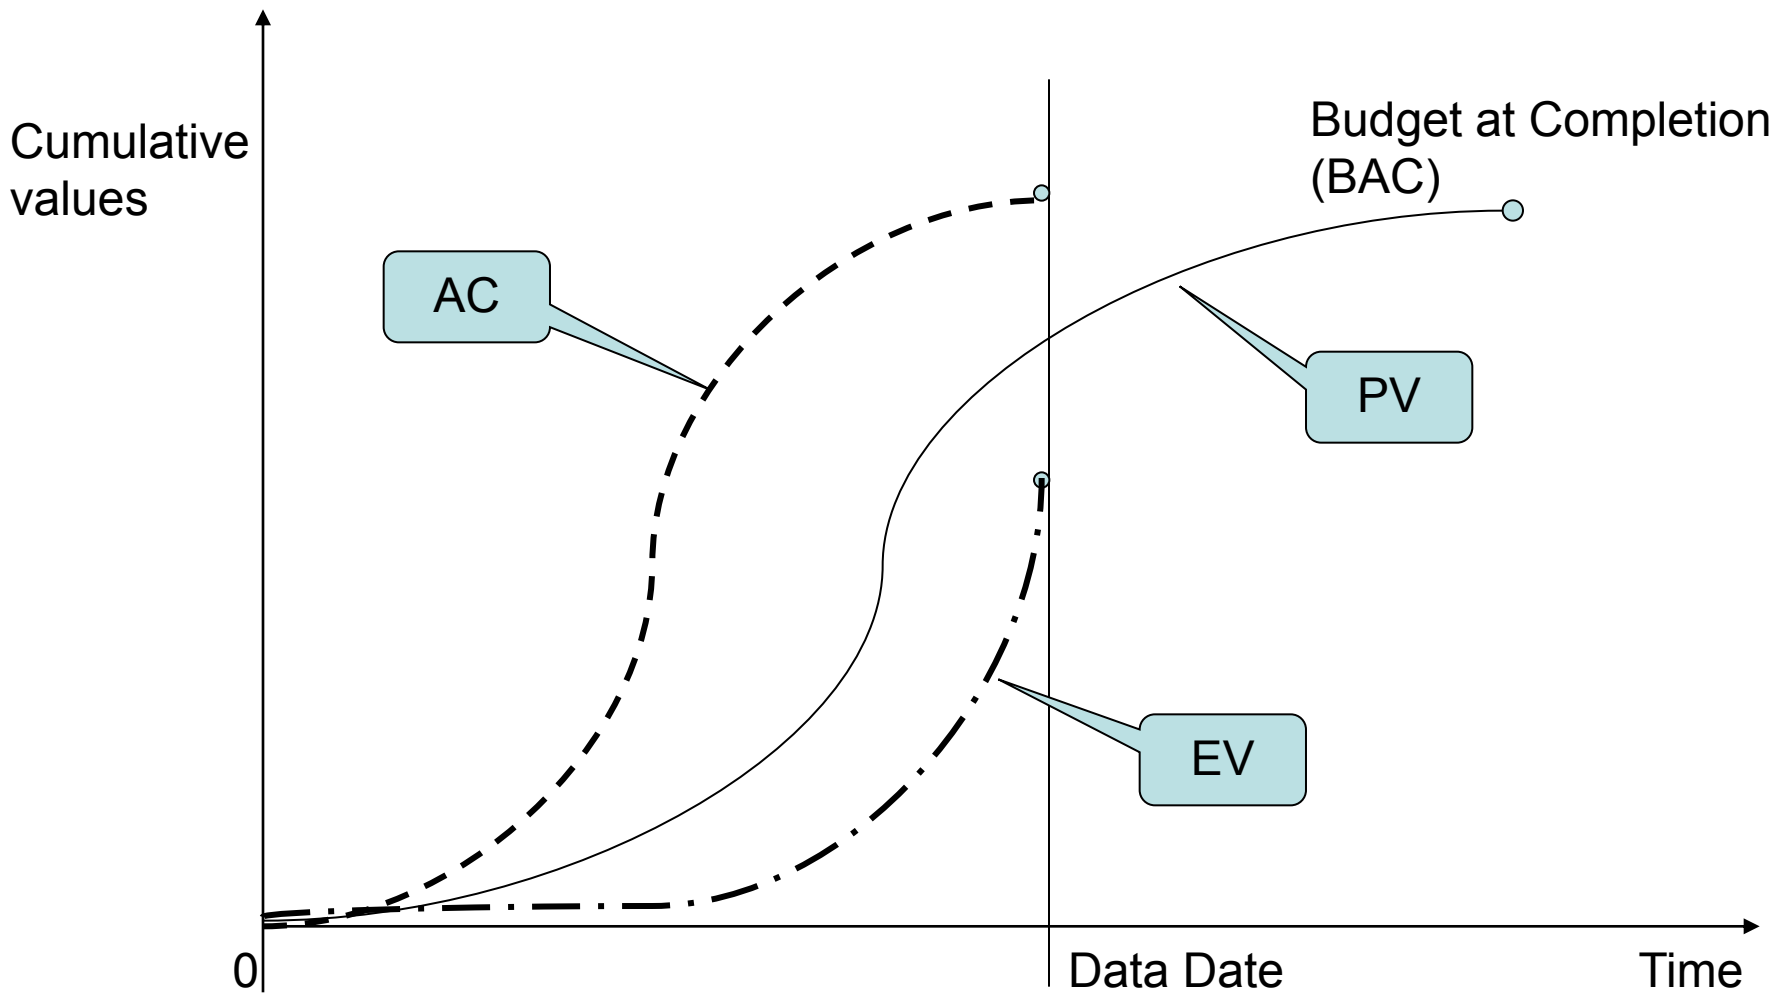 Cumulative
values
Budget at Completion
(BAC)
AC
PV
EV
0
Data Date
Time